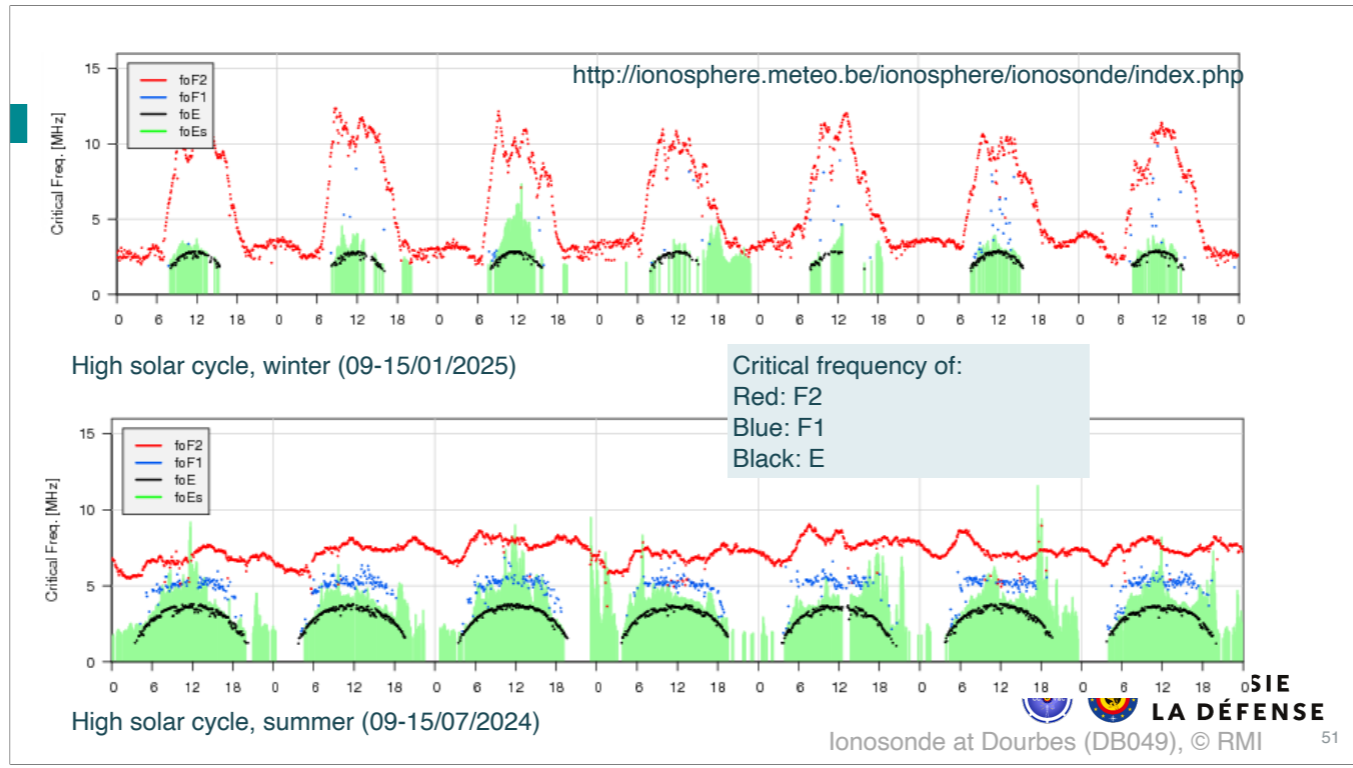 http://ionosphere.meteo.be/ionosphere/ionosonde/index.php
15
10
5
0
Critical Freq. [MHz]
foF2
foF1
foE
foEs
0 6 12 18 0 6 12 18 0 6 12 18 0 6 12 18 0 6 12 18 0 6 12 18 0 6 12 18 0
High solar cycle, winter (09-15/01/2025)
Critical frequency of:
Red: F2
Blue: F1
Black: E
15
10
5
0
Critical Freq. [MHz]
foF2
foF1
foE
foEs
0 6 12 18 0 6 12 18 0 6 12 18 0 6 12 18 0 6 12 18 0 6 12 18 0 6 12 18 0
High solar cycle, summer (09-15/07/2024)
SIE
LA DÉFENSE
Ionosonde at Dourbes (DB049), © RMI
51